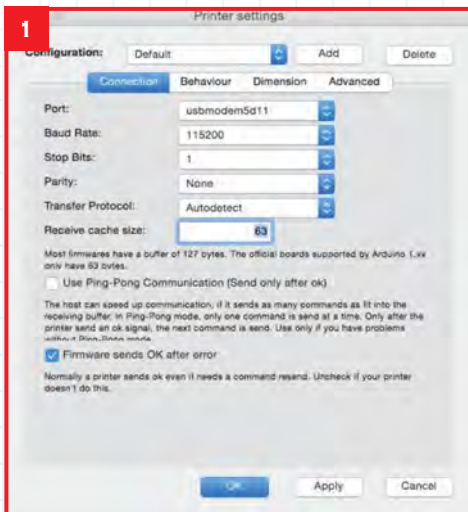 1
Printer settings
Configuration: Default Add Delete
Connection Behaviour Dimension Advanced
Port: usbmodem5d11
Baud Rate: 115200
Stop Bits: 1
Parity: None
Transfer Protocol: Autodetect
Receive cache size: 63
Most firmwares have a buffer of 127 bytes. The official boards supported by Arduino 1.xx
only have 63 bytes.
Use Ping-Pong Communication (Send only after ok)
The host can speed up communication, if it sends as many commands as fit into the
receiving buffer. In Ping-Pong mode, only one command is send at a time. Only after the
printer send an ok signal, the next command is send. Use only if you have problems
without Ping-Pong mode.
Firmware sends OK after error
Normally a printer sends ok even it needs a command resend. Uncheck if your printer
doesn't do this.
OK Apply Cancel